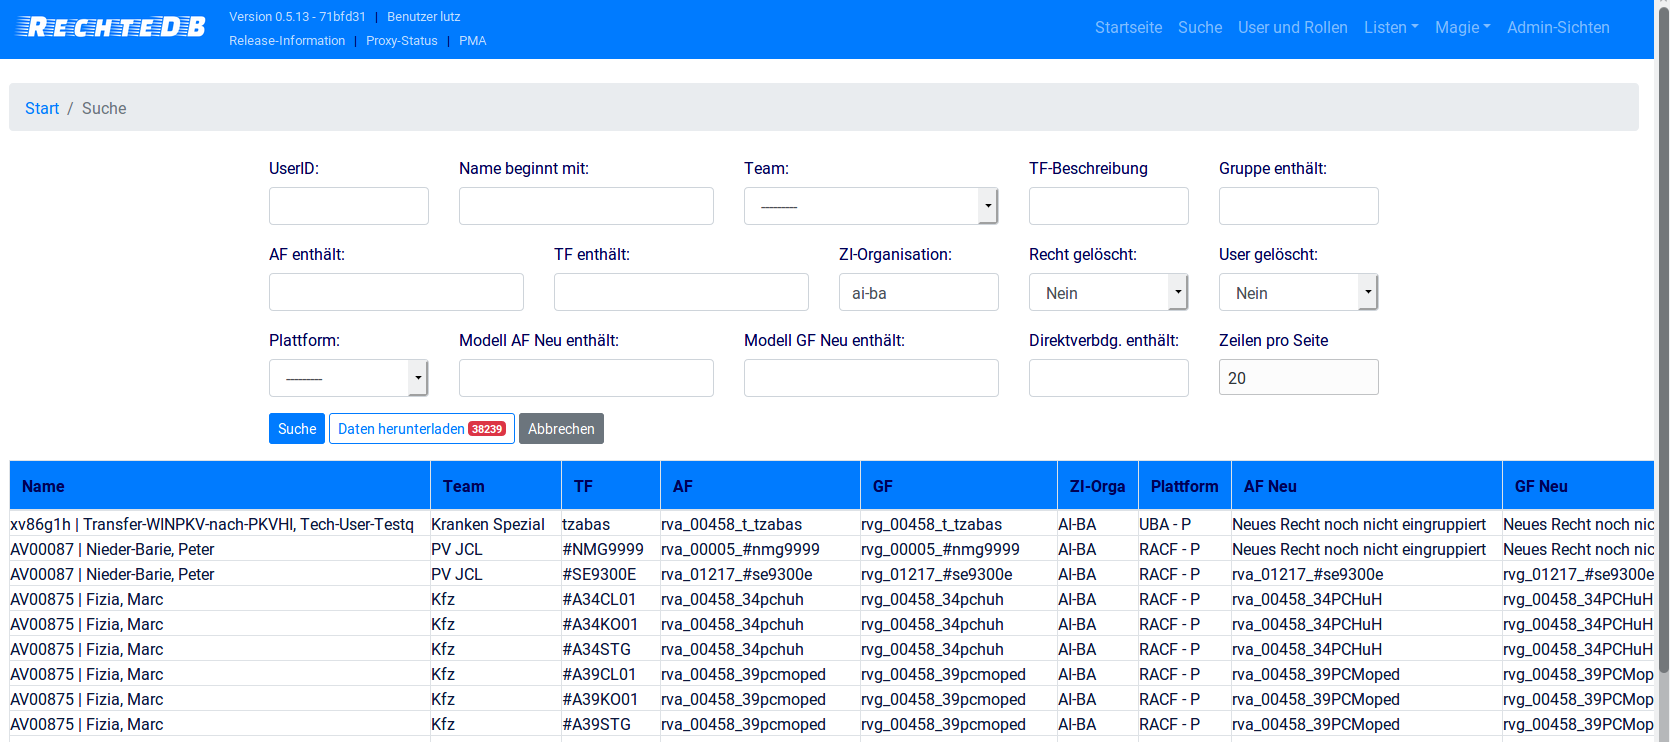 RECHTEDB
Version 0.5.13 - 71bfd31 | Benutzer lutz
Release-Information | Proxy-Status | PMA
Startseite Suche User und Rollen Listen Magie Admin-Sichten
Start / Suche
UserID: Name beginnt mit: Team: TF-Beschreibung Gruppe enthält:
---------
AF enthält: TF enthält: ZI-Organisation: Recht gelöscht: User gelöscht:
ai-ba Nein Nein
Plattform: Modell AF Neu enthält: Modell GF Neu enthält: Direktverbdg. enthält: Zeilen pro Seite
--------- 20
Suche Daten herunterladen 38239 Abbrechen
Name Team TF AF GF ZI-Orga Plattform AF Neu GF Neu
xv86g1h | Transfer-WINPKV-nach-PKVHI, Tech-User-Testq Kranken Spezial tzabas rva_00458_t_tzabas rvg_00458_t_tzabas AI-BA UBA - P Neues Recht noch nicht eingruppiert Neues Recht noch nic
AV00087 | Nieder-Barie, Peter PV JCL #NMG9999 rva_00005_#nmg9999 rvg_00005_#nmg9999 AI-BA RACF - P Neues Recht noch nicht eingruppiert Neues Recht noch nic
AV00087 | Nieder-Barie, Peter PV JCL #SE9300E rva_01217_#se9300e rvg_01217_#se9300e AI-BA RACF - P rva_01217_#se9300e rvg_01217_#se9300e
AV00875 | Fizia, Marc Kfz #A34CL01 rva_00458_34pchuh rvg_00458_34pchuh AI-BA RACF - P rva_00458_34PCHuH rvg_00458_34PCHuH
AV00875 | Fizia, Marc Kfz #A34KO01 rva_00458_34pchuh rvg_00458_34pchuh AI-BA RACF - P rva_00458_34PCHuH rvg_00458_34PCHuH
AV00875 | Fizia, Marc Kfz #A34STG rva_00458_34pchuh rvg_00458_34pchuh AI-BA RACF - P rva_00458_34PCHuH rvg_00458_34PCHuH
AV00875 | Fizia, Marc Kfz #A39CL01 rva_00458_39pcmoped rvg_00458_39pcmoped AI-BA RACF - P rva_00458_39PCMoped rvg_00458_39PCMop
AV00875 | Fizia, Marc Kfz #A39KO01 rva_00458_39pcmoped rvg_00458_39pcmoped AI-BA RACF - P rva_00458_39PCMoped rvg_00458_39PCMop
AV00875 | Fizia, Marc Kfz #A39STG rva_00458_39pcmoped rvg_00458_39pcmoped AI-BA RACF - P rva_00458_39PCMoped rvg_00458_39PCMop